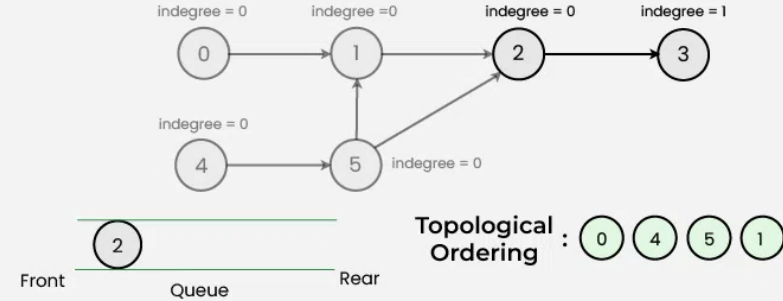 indegree = 0
indegree =0
indegree = 0
indegree = 1
0
1
2
3
indegree = 0
4
5
indegree = 0
2
Front
Queue
Rear
Topological
Ordering
:
0
4
5
1